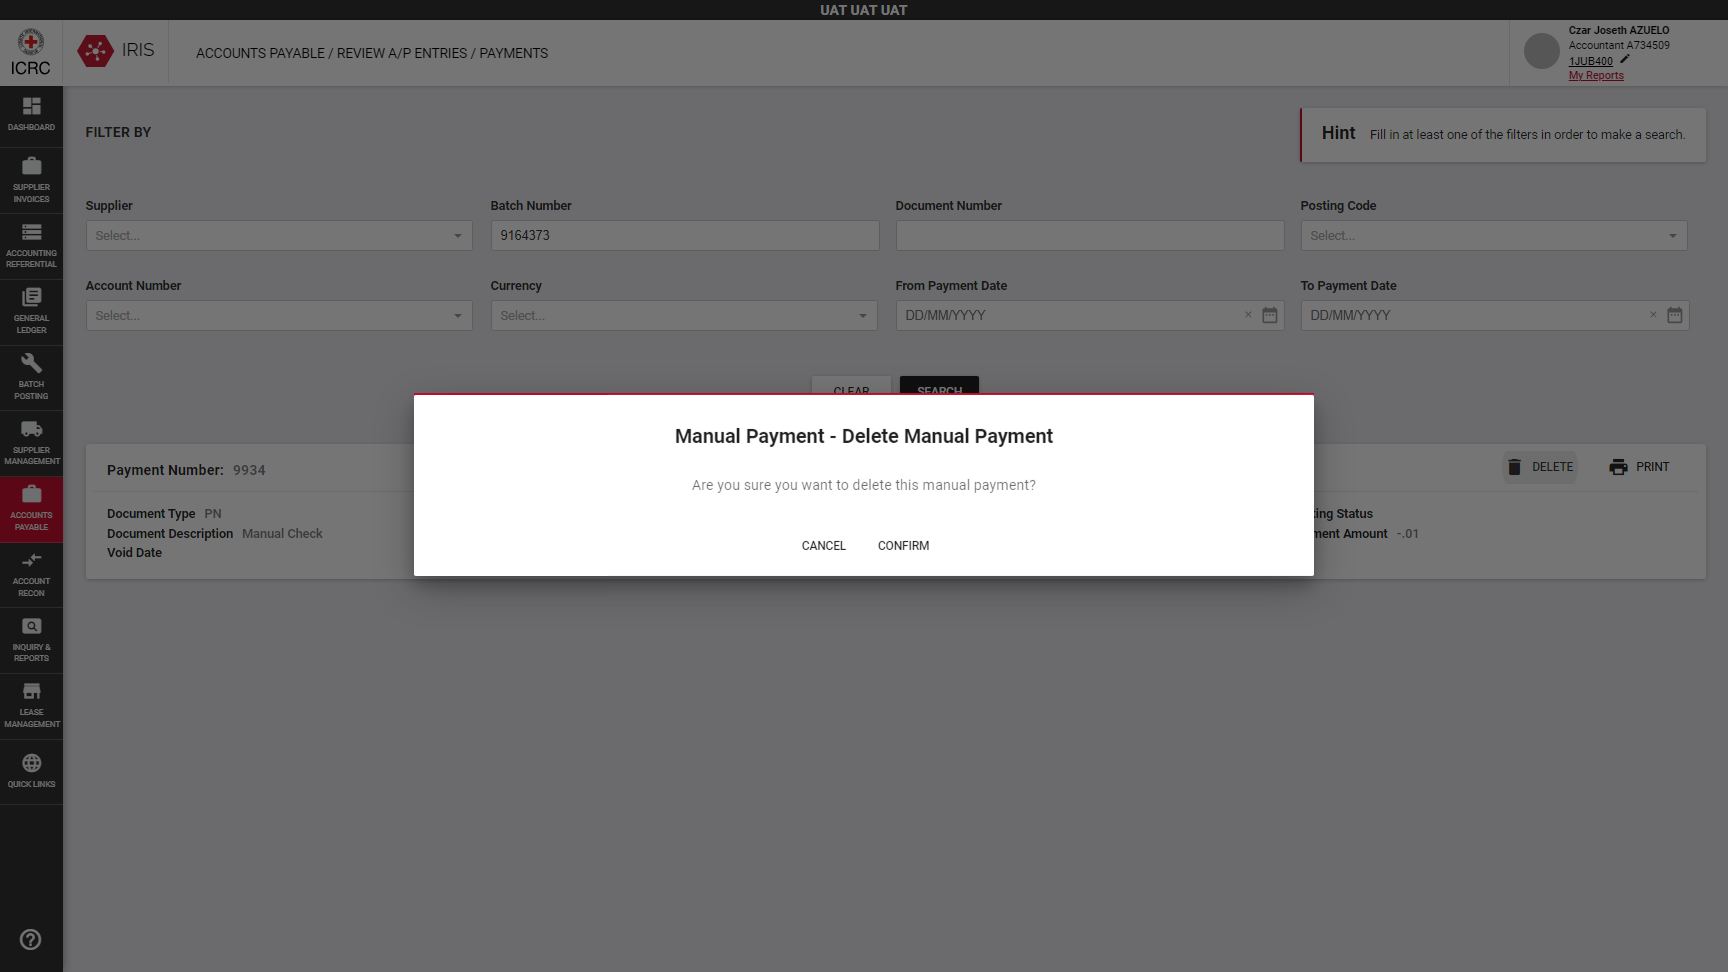 UAT UAT UAT
ICRC
IRIS
ACCOUNTS PAYABLE / REVIEW A/P ENTRIES / PAYMENTS
Czar Joseth AZUELO
Accountant A734509
1JUB400
My Reports
DASHBOARD
SUPPLIER
INVOICES
ACCOUNTING
REFERENTIAL
GENERAL
LEDGER
BATCH
POSTING
SUPPLIER
MANAGEMENT
ACCOUNTS
PAYABLE
ACCOUNT
RECON
INQUIRY &
REPORTS
LEASE
MANAGEMENT
QUICK LINKS
FILTER BY
Hint Fill in at least one of the filters in order to make a search.
Supplier Batch Number Document Number Posting Code
Select... 9164373 Select...
Account Number Currency From Payment Date To Payment Date
Select... Select... DD/MM/YYYY × DD/MM/YYYY ×
CLEAR SEARCH
Manual Payment - Delete Manual Payment
Are you sure you want to delete this manual payment?
CANCEL CONFIRM
Payment Number: 9934 DELETE PRINT
Document Type PN ting Status
Document Description Manual Check ment Amount -.01
Void Date